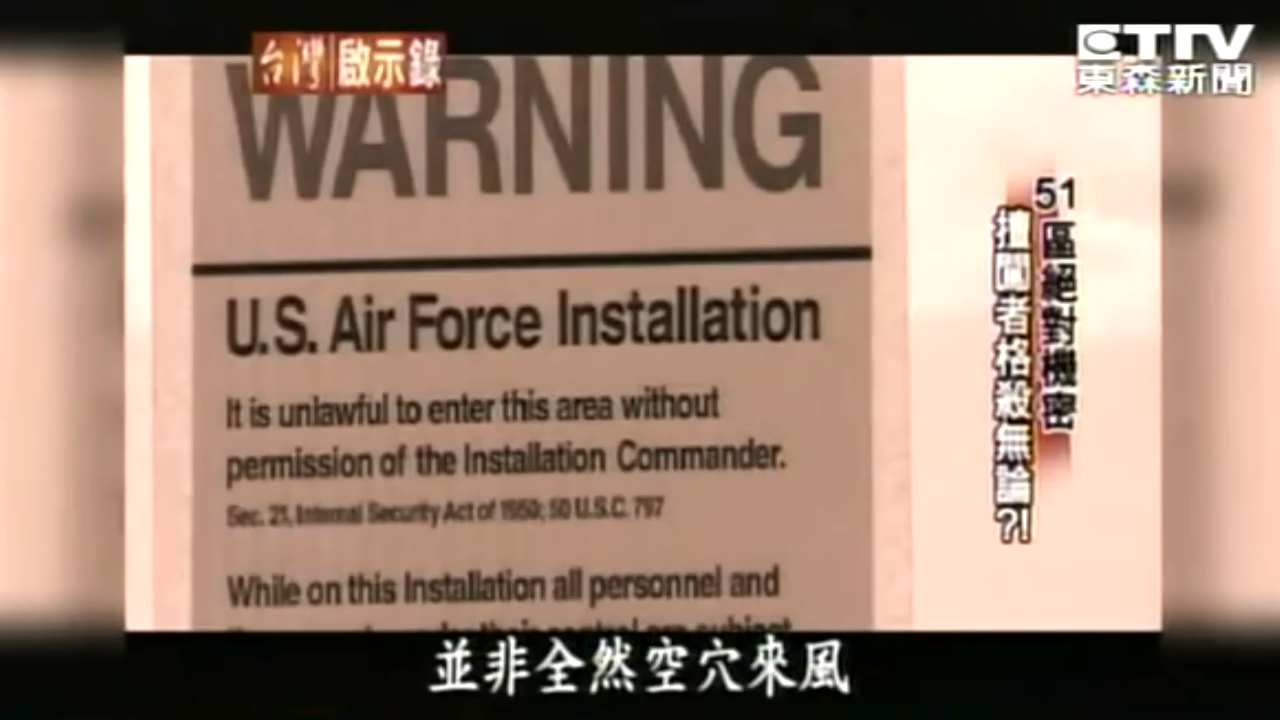 台灣啟示錄
ETTV
東森新聞
WARNING
U.S. Air Force Installation
It is unlawful to enter this area without
permission of the Installation Commander.
Sec. 21, Internal Security Act of 1950; 50 U.S.C. 797
While on this Installation all personnel and
51區絕對機密
擅闖者格殺無論?!
並非全然空穴來風